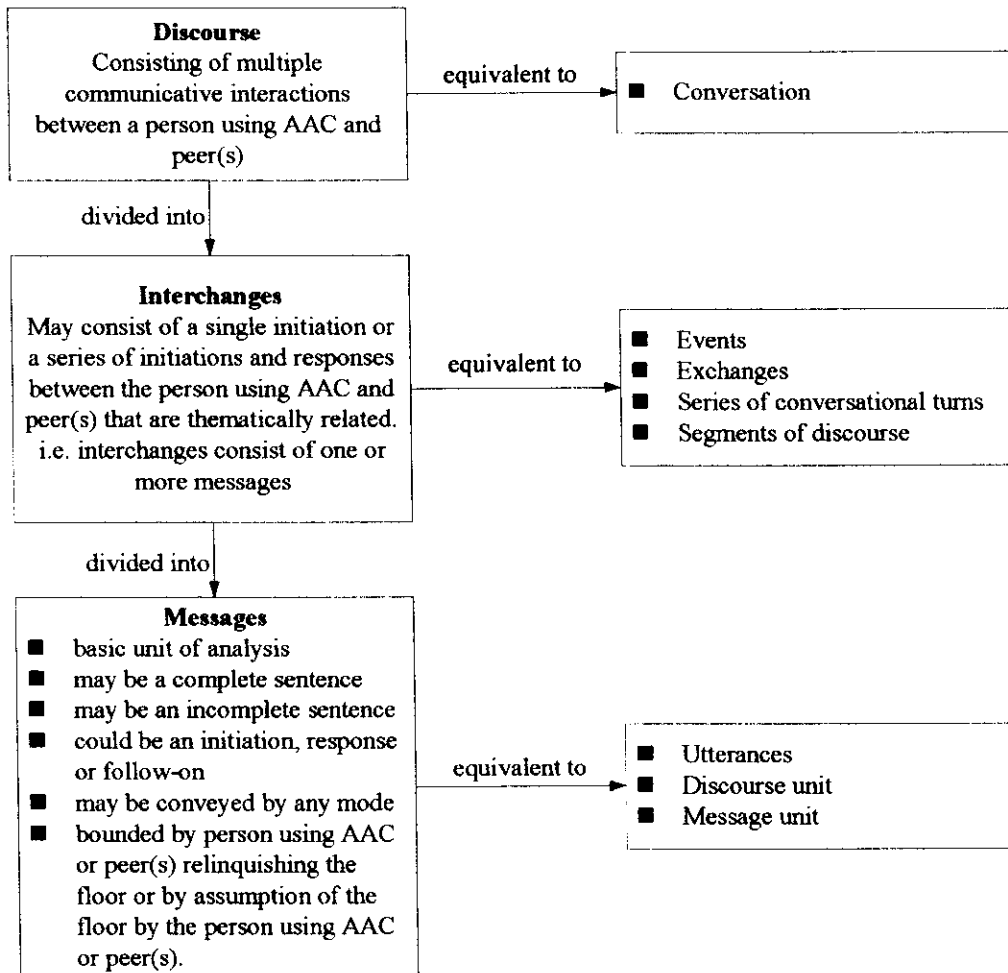 Discourse
Consisting of multiple
communicative interactions
between a person using AAC and
peer(s)
equivalent to
■ Conversation
divided into
Interchanges
May consist of a single initiation or
a series of initiations and responses
between the person using AAC and
peer(s) that are thematically related.
i.e. interchanges consist of one or
more messages
equivalent to
■ Events
■ Exchanges
■ Series of conversational turns
■ Segments of discourse
divided into
Messages
■ basic unit of analysis
■ may be a complete sentence
■ may be an incomplete sentence
■ could be an initiation, response
or follow-on
■ may be conveyed by any mode
■ bounded by person using AAC
or peer(s) relinquishing the
floor or by assumption of the
floor by the person using AAC
or peer(s).
equivalent to
■ Utterances
■ Discourse unit
■ Message unit